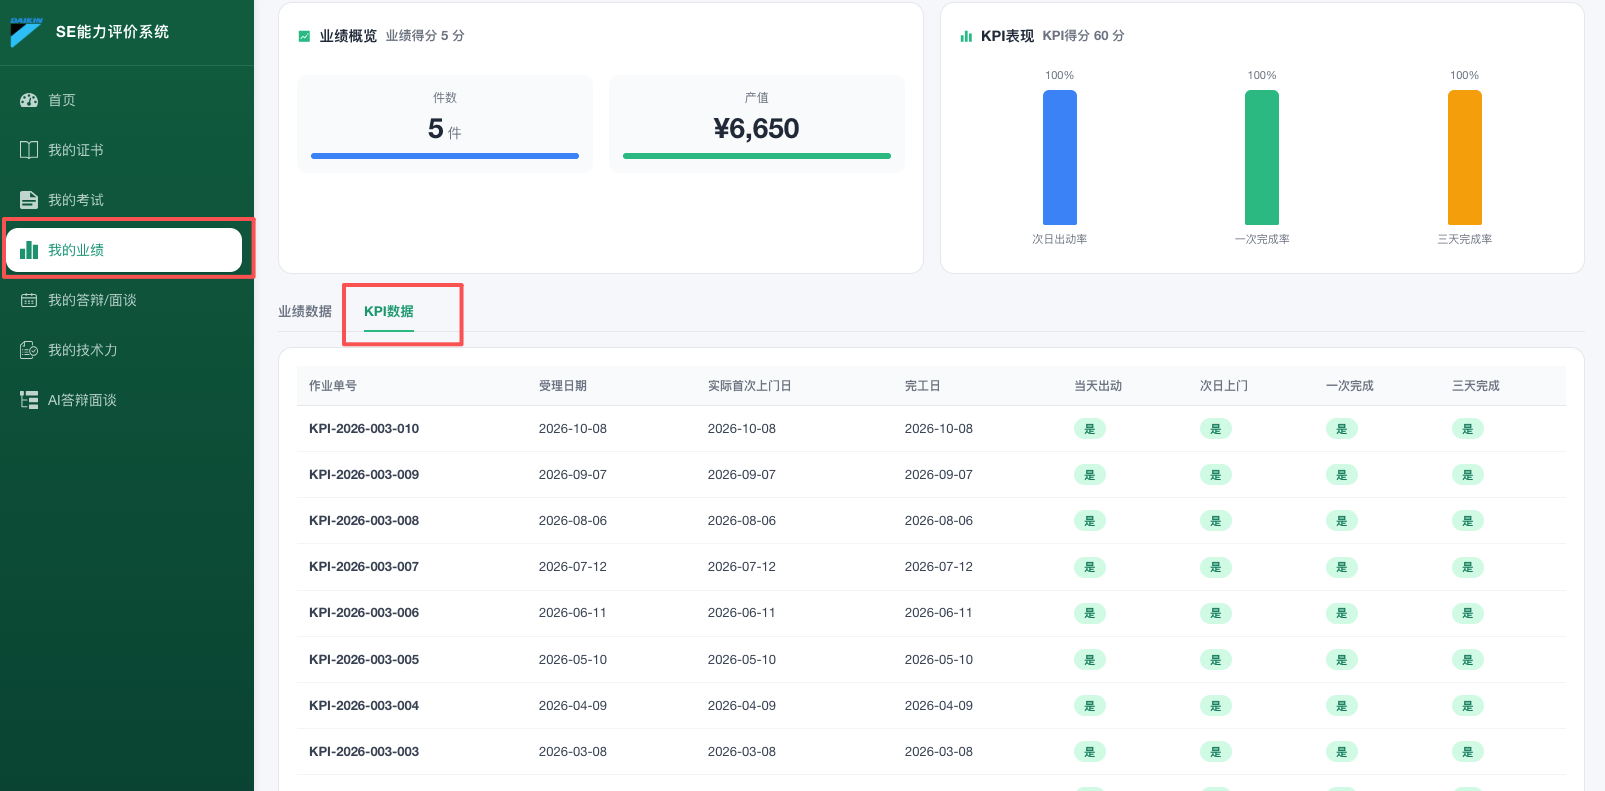 DAIKIN
SE能力评价系统
首页
我的证书
我的考试
我的业绩
我的答辩/面谈
我的技术力
AI答辩面谈
业绩概览 业绩得分 5 分
件数
5 件
产值
¥6,650
KPI表现 KPI得分 60 分
100% 100% 100%
次日出动率 一次完成率 三天完成率
业绩数据 KPI数据
作业单号 受理日期 实际首次上门日 完工日 当天出动 次日上门 一次完成 三天完成
KPI-2026-003-010 2026-10-08 2026-10-08 2026-10-08 是 是 是 是
KPI-2026-003-009 2026-09-07 2026-09-07 2026-09-07 是 是 是 是
KPI-2026-003-008 2026-08-06 2026-08-06 2026-08-06 是 是 是 是
KPI-2026-003-007 2026-07-12 2026-07-12 2026-07-12 是 是 是 是
KPI-2026-003-006 2026-06-11 2026-06-11 2026-06-11 是 是 是 是
KPI-2026-003-005 2026-05-10 2026-05-10 2026-05-10 是 是 是 是
KPI-2026-003-004 2026-04-09 2026-04-09 2026-04-09 是 是 是 是
KPI-2026-003-003 2026-03-08 2026-03-08 2026-03-08 是 是 是 是